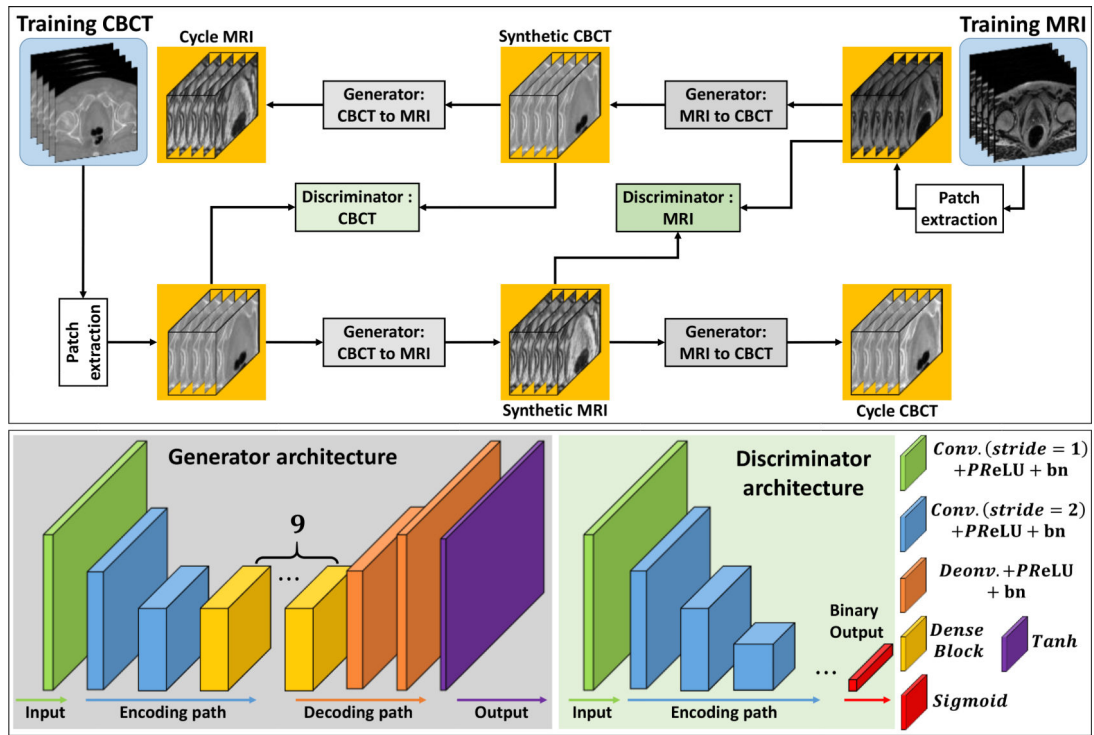 Training CBCT
Cycle MRI
Synthetic CBCT
Training MRI
Generator:
CBCT to MRI
Generator:
MRI to CBCT
Discriminator :
CBCT
Discriminator :
MRI
Patch
extraction
Patch
extraction
Generator:
CBCT to MRI
Generator:
MRI to CBCT
Synthetic MRI
Cycle CBCT
Generator architecture
9
...
Input
Encoding path
Decoding path
Output
Discriminator
architecture
Binary
Output
...
Input
Encoding path
Conv.(stride = 1)
+PReLU + bn
Conv.(stride = 2)
+PReLU + bn
Deonv.+PReLU
+ bn
Dense
Block
Tanh
Sigmoid